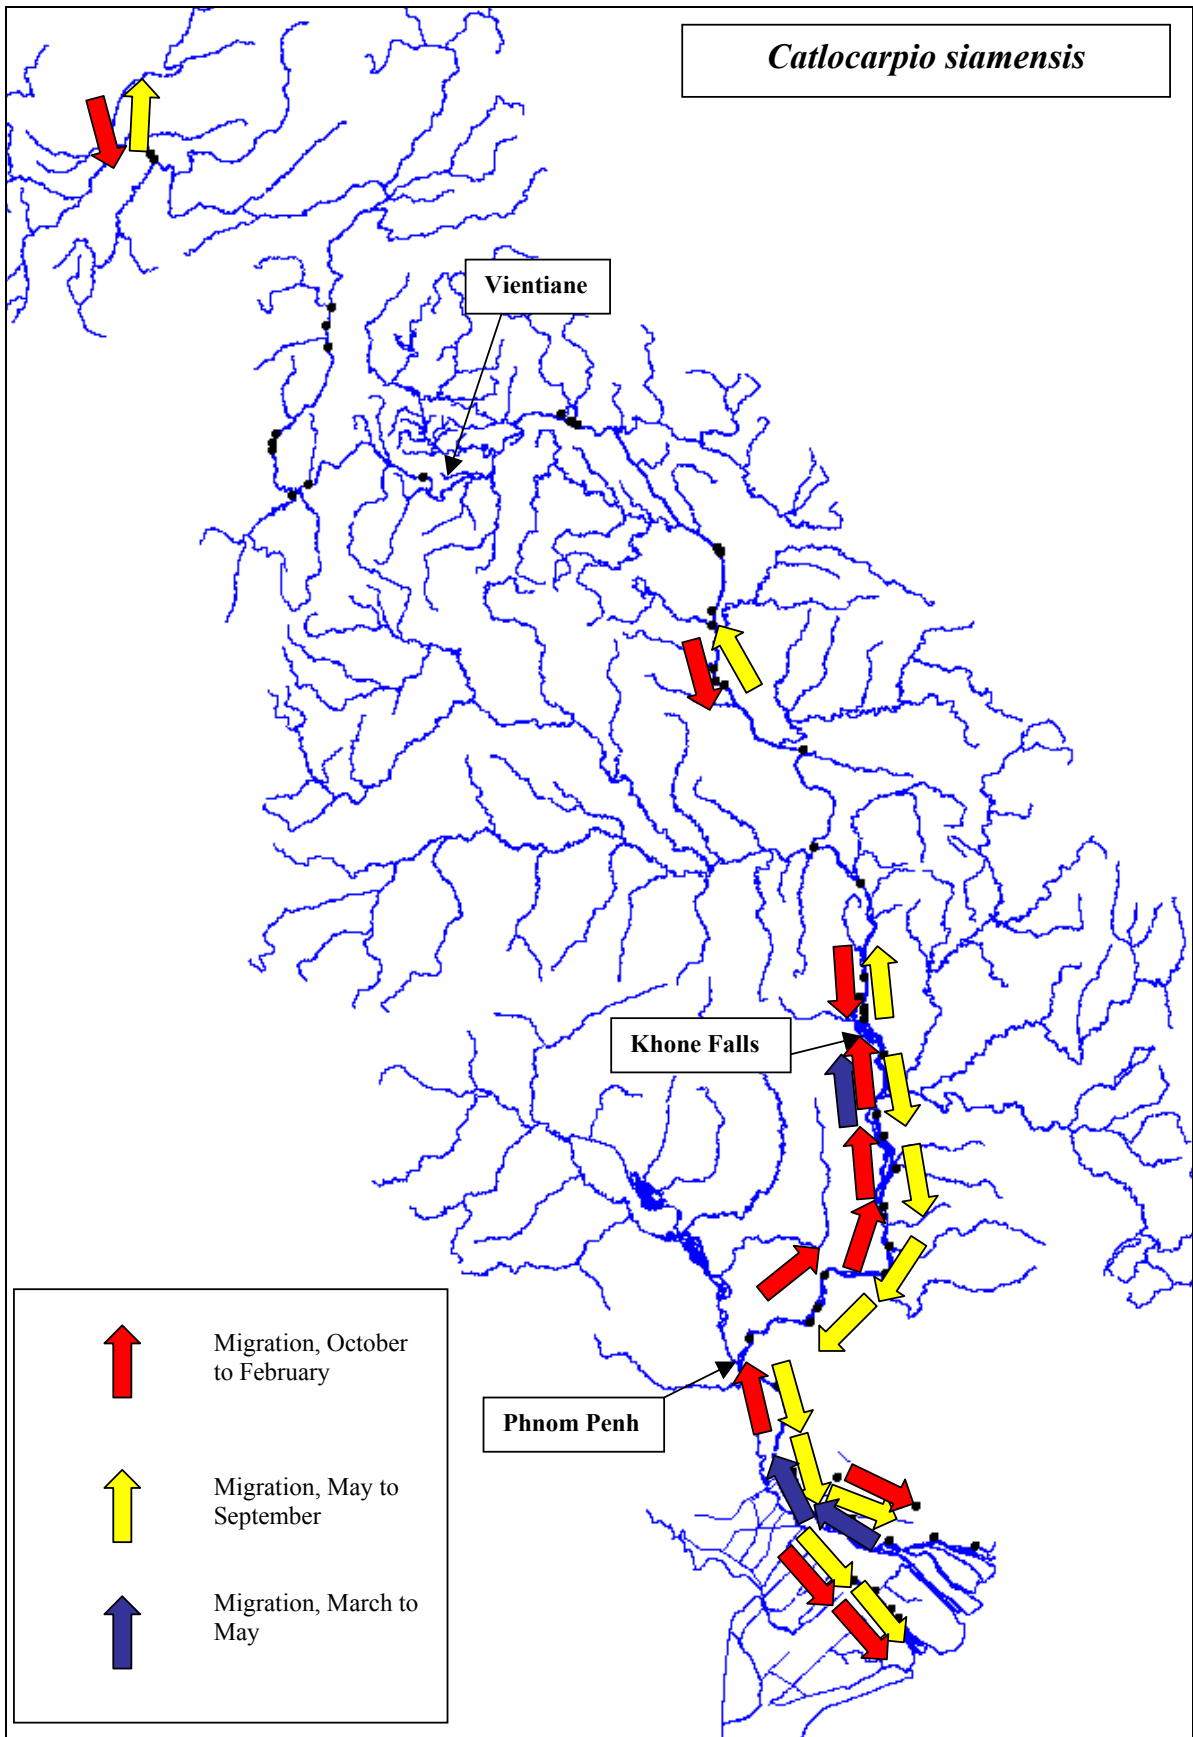 Catlocarpio siamensis
Vientiane
Khone Falls
Phnom Penh
Migration, October
to February
Migration, May to
September
Migration, March to
May